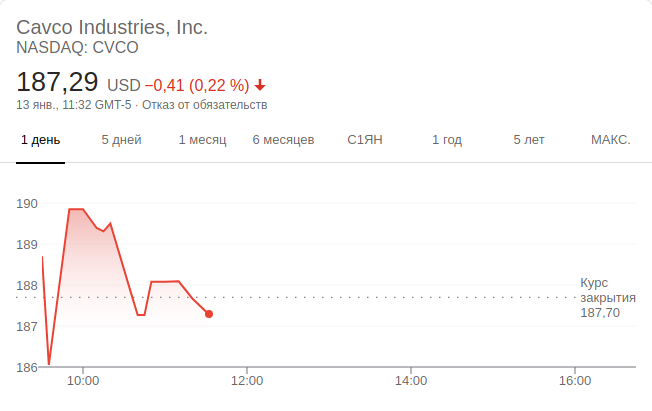 Cavco Industries, Inc.
NASDAQ: CVCO
187,29 USD −0,41 (0,22 %)
13 янв., 11:32 GMT-5 · Отказ от обязательств
1 день 5 дней 1 месяц 6 месяцев С1ЯН 1 год 5 лет МАКС.
190
189
188
187
186
Курс
закрытия
187,70
10:00 12:00 14:00 16:00